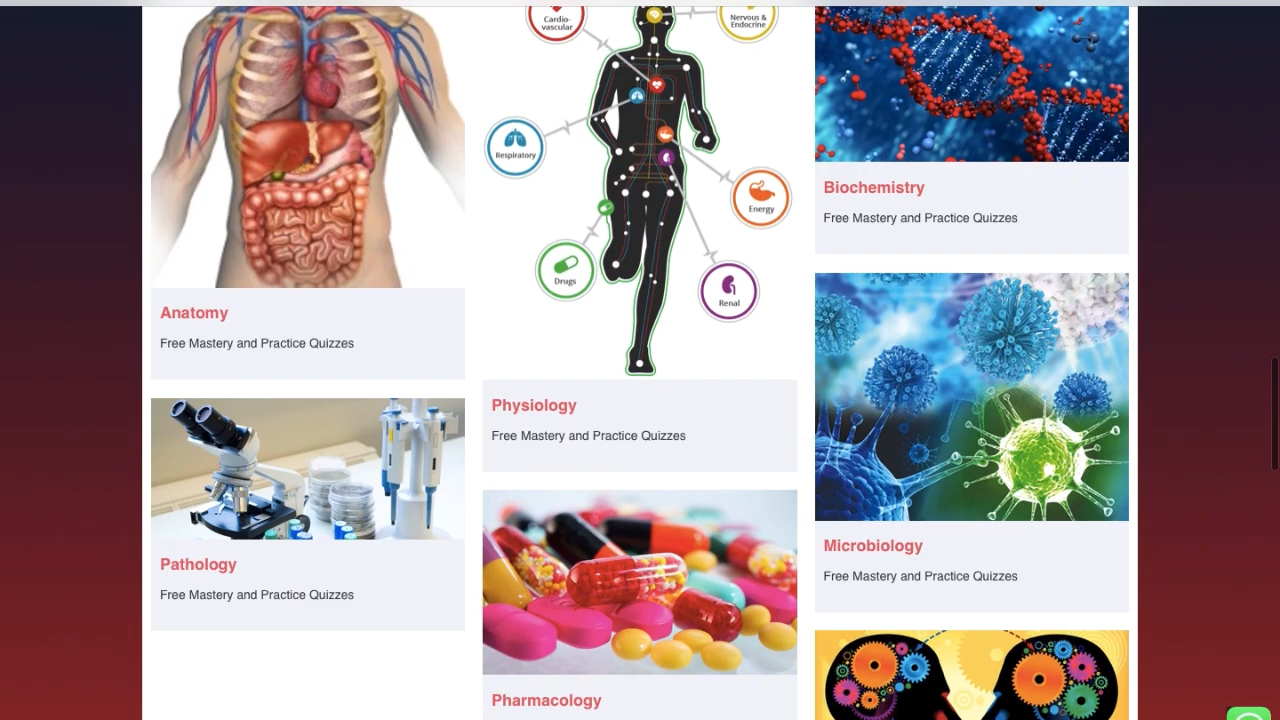 Cardio-
vascular
Nervous &
Endocrine
Respiratory
Energy
Drugs
Renal
Anatomy
Free Mastery and Practice Quizzes
Pathology
Free Mastery and Practice Quizzes
Physiology
Free Mastery and Practice Quizzes
Pharmacology
Biochemistry
Free Mastery and Practice Quizzes
Microbiology
Free Mastery and Practice Quizzes